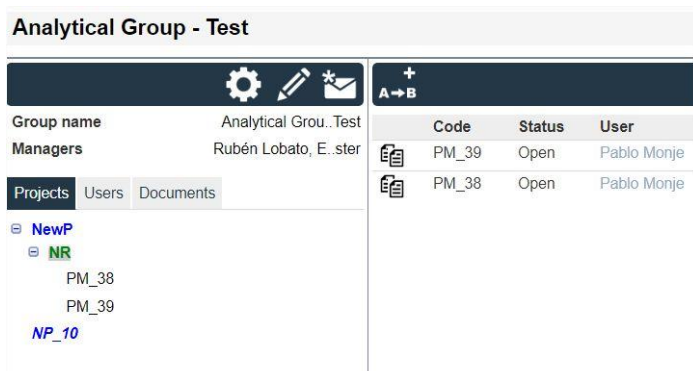 Analytical Group - Test
+
A→B
Group name Analytical Grou..Test
Managers Rubén Lobato, E..ster
Projects Users Documents
NewP
NR
PM_38
PM_39
NP_10
Code Status User
PM_39 Open Pablo Monje
PM_38 Open Pablo Monje